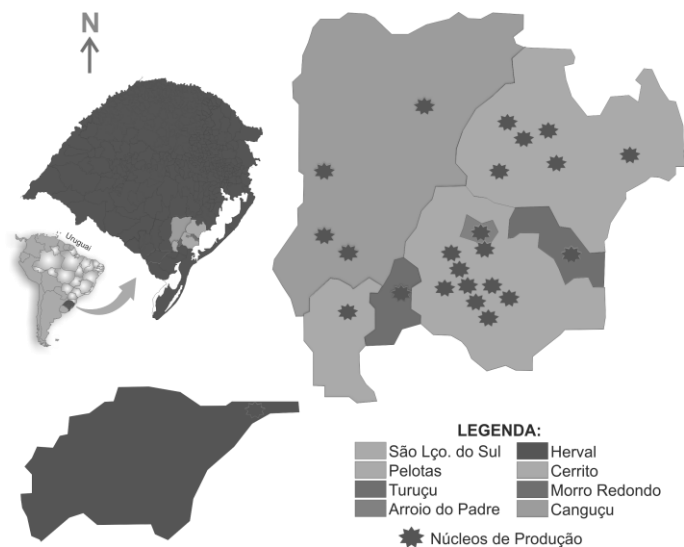 N
Uruguai
LEGENDA:
São Lço. do Sul
Pelotas
Turuçu
Arroio do Padre
Herval
Cerrito
Morro Redondo
Canguçu
Núcleos de Produção